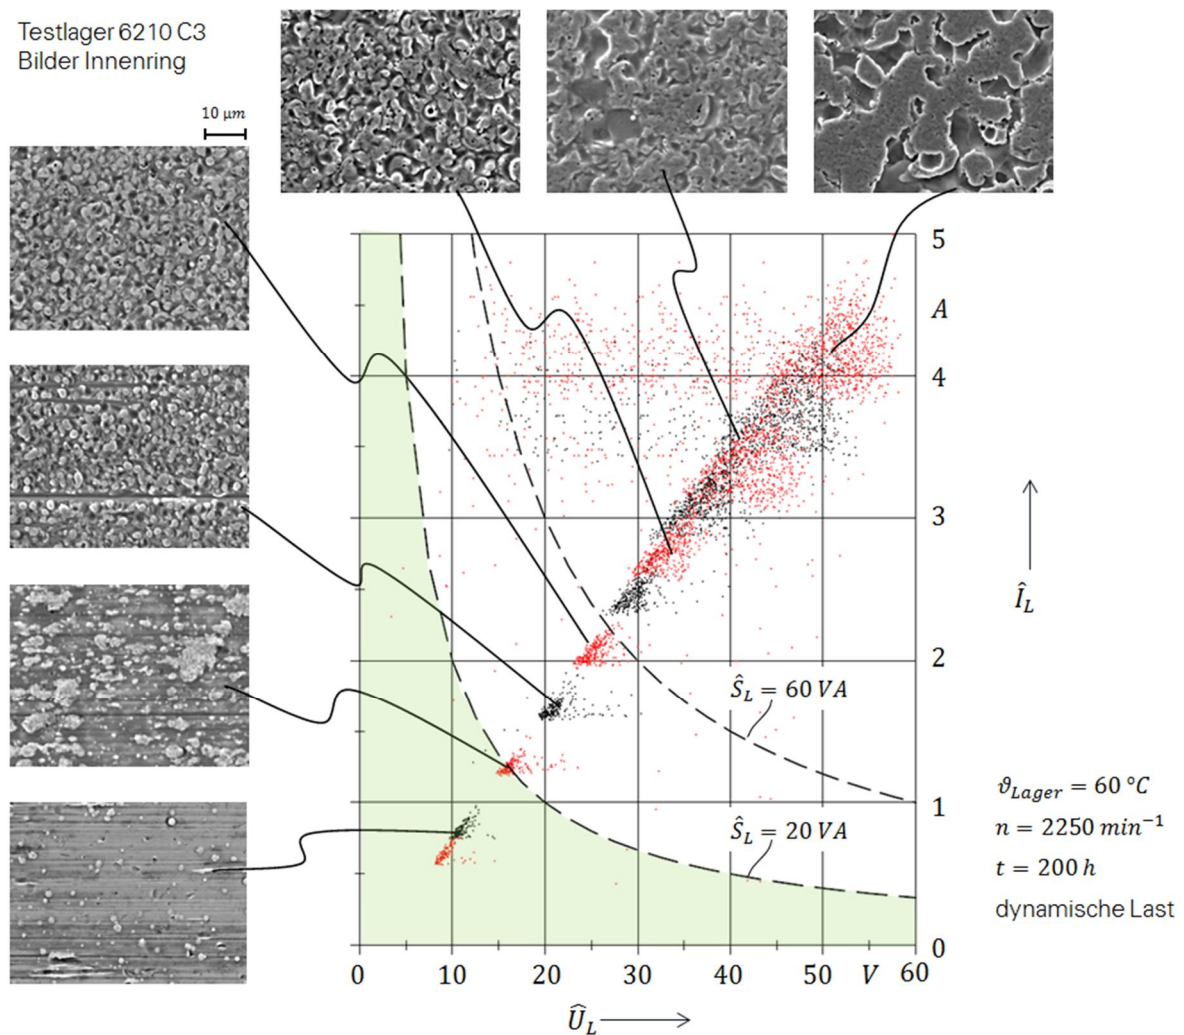 Testlager 6210 C3
Bilder Innenring
10 μm
5
A
4
3
Î_L
2
Ŝ_L = 60 VA
1
Ŝ_L = 20 VA
0
ϑ_Lager = 60 °C
n = 2250 min⁻¹
t = 200 h
dynamische Last
0 10 20 30 40 50 V 60
Û_L